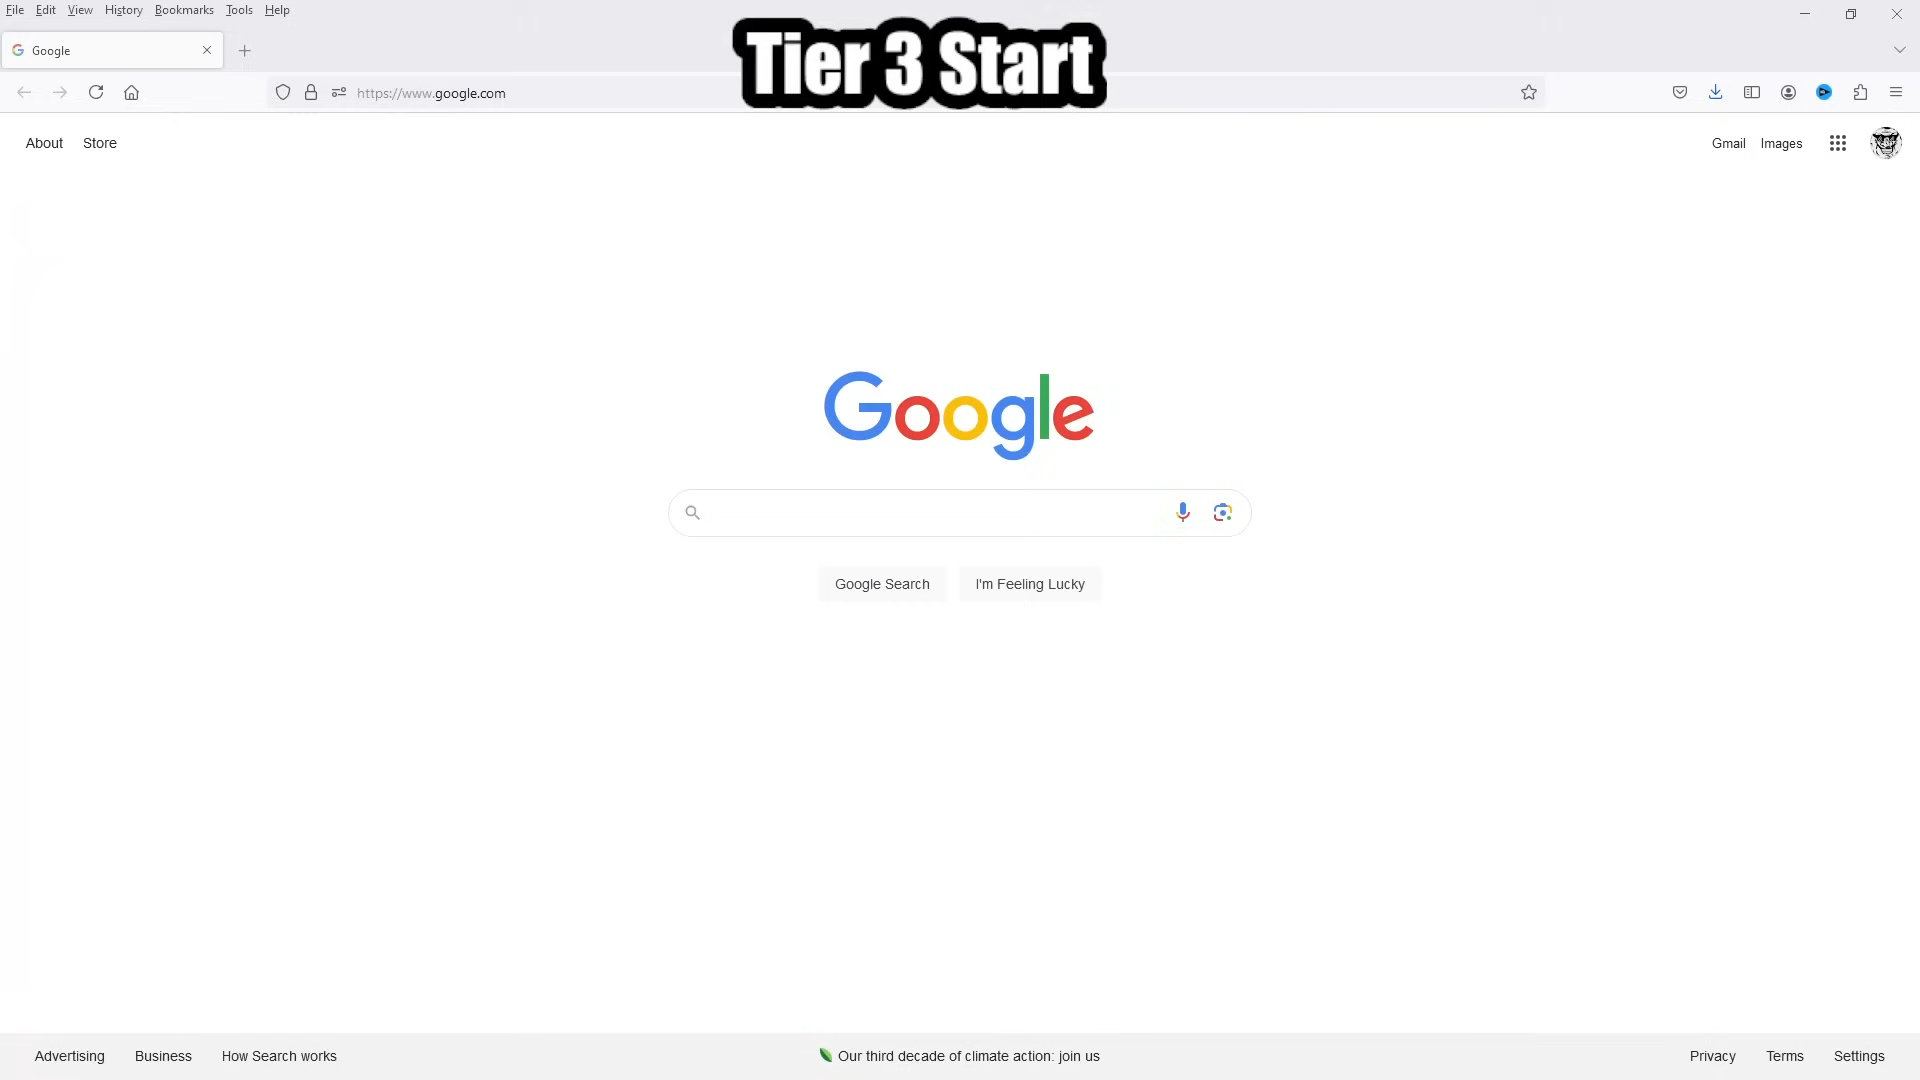 File Edit View History Bookmarks Tools Help
Tier 3 Start
Google
https://www.google.com
About Store
Gmail Images
Google
Google Search I'm Feeling Lucky
Advertising Business How Search works
Our third decade of climate action: join us
Privacy Terms Settings